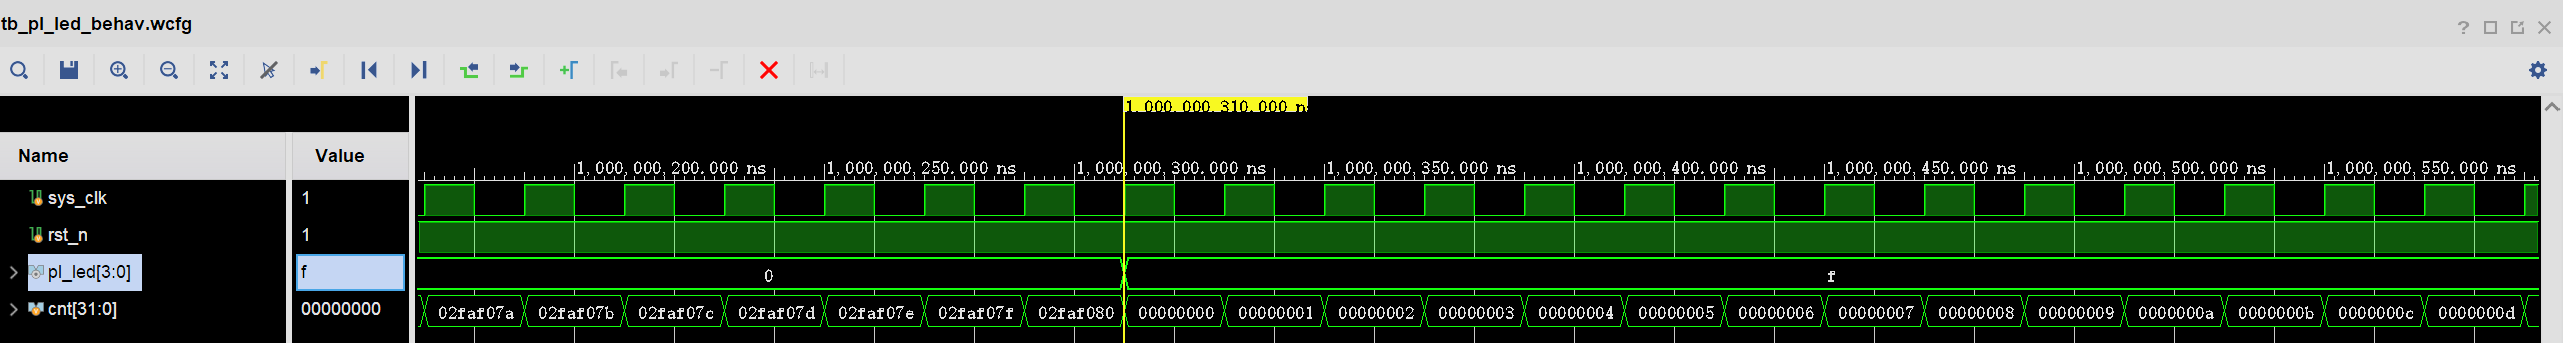 tb_pl_led_behav.wcfg
?
1,000,000,310.000 n
Name Value
1,000,000,200.000 ns 1,000,000,250.000 ns 1,000,000,300.000 ns 1,000,000,350.000 ns 1,000,000,400.000 ns 1,000,000,450.000 ns 1,000,000,500.000 ns 1,000,000,550.000 ns
sys_clk 1
rst_n 1
pl_led[3:0] f 0 f
cnt[31:0] 00000000 02faf07a 02faf07b 02faf07c 02faf07d 02faf07e 02faf07f 02faf080 00000000 00000001 00000002 00000003 00000004 00000005 00000006 00000007 00000008 00000009 0000000a 0000000b 0000000c 0000000d